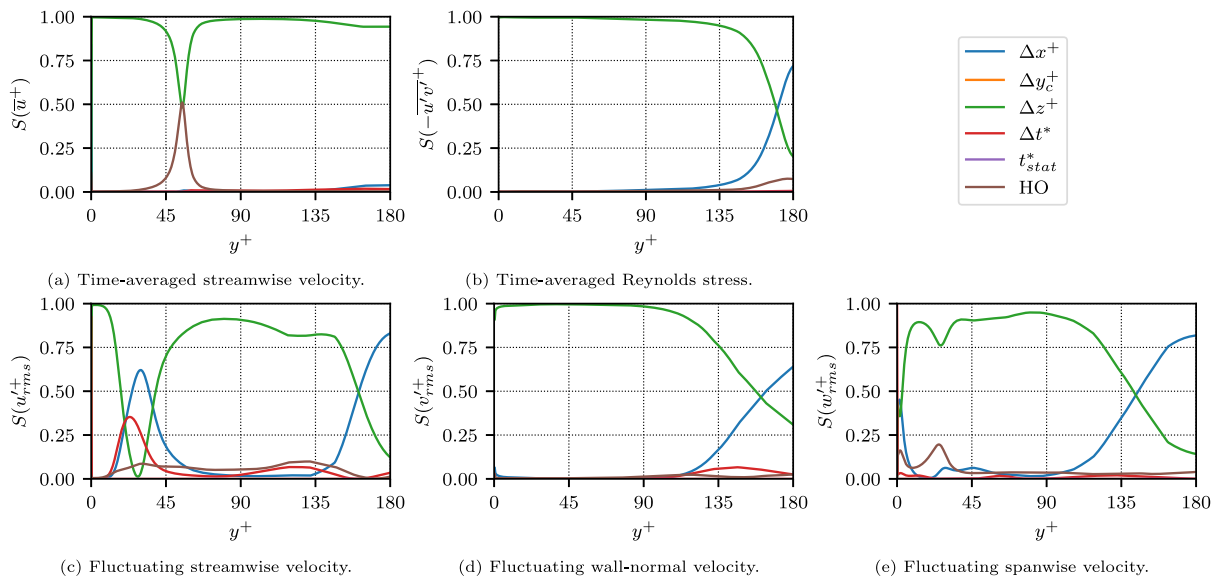 1.00
0.75
0.50
0.25
0.00
S(u̅⁺)
0 45 90 135 180
y⁺
(a) Time-averaged streamwise velocity.
1.00
0.75
0.50
0.25
0.00
S(−u′v′⁺)
0 45 90 135 180
y⁺
(b) Time-averaged Reynolds stress.
Δx⁺
Δy_c⁺
Δz⁺
Δt*
t*_stat
HO
1.00
0.75
0.50
0.25
0.00
S(u′⁺_rms)
0 45 90 135 180
y⁺
(c) Fluctuating streamwise velocity.
1.00
0.75
0.50
0.25
0.00
S(v′⁺_rms)
0 45 90 135 180
y⁺
(d) Fluctuating wall-normal velocity.
1.00
0.75
0.50
0.25
0.00
S(w′⁺_rms)
0 45 90 135 180
y⁺
(e) Fluctuating spanwise velocity.